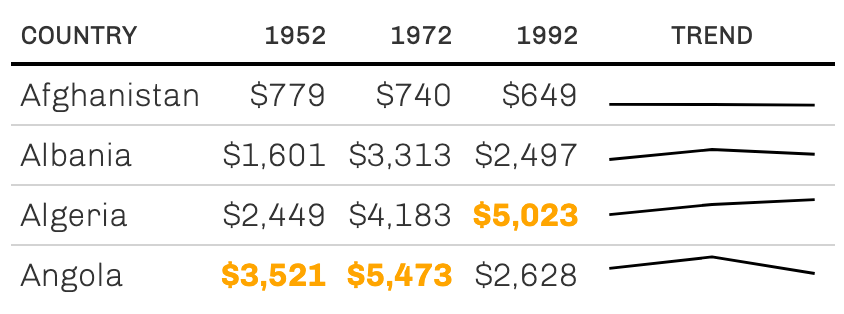 COUNTRY 1952 1972 1992 TREND
Afghanistan $779 $740 $649
Albania $1,601 $3,313 $2,497
Algeria $2,449 $4,183 $5,023
Angola $3,521 $5,473 $2,628